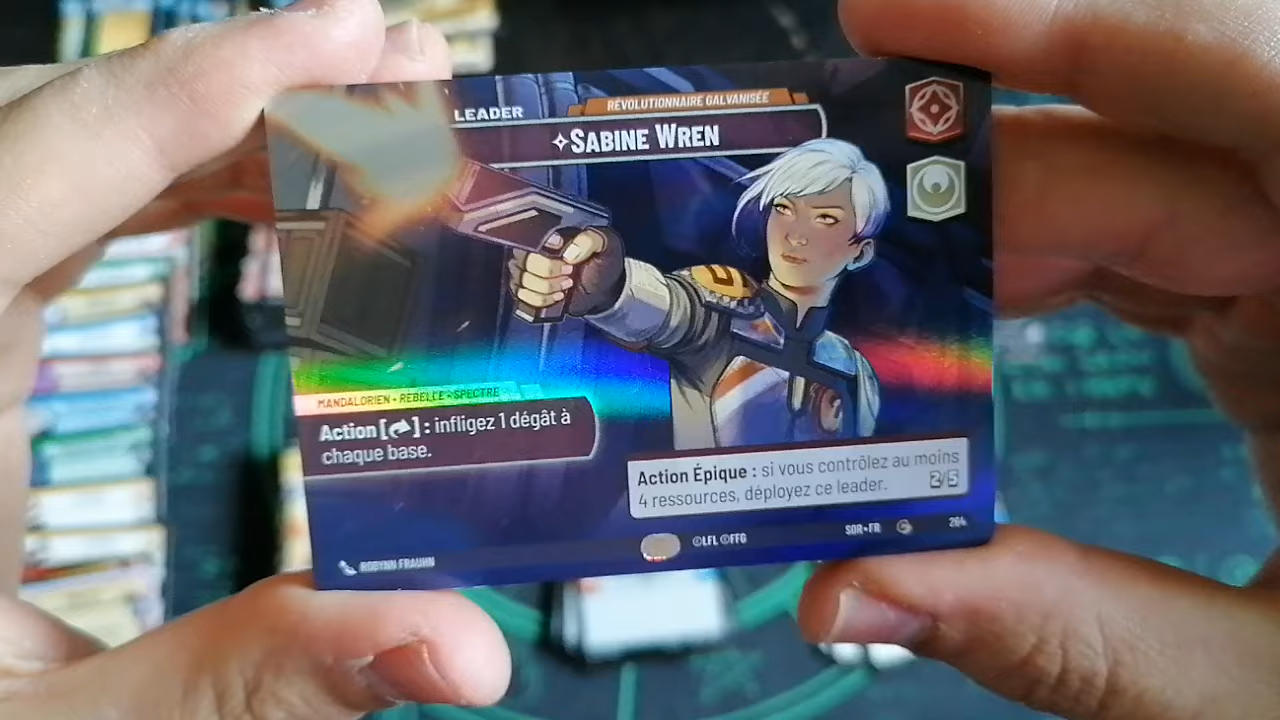 LEADER
RÉVOLUTIONNAIRE GALVANISÉE
SABINE WREN
MANDALORIEN • REBELLE • SPECTRE
Action [ ] : infligez 1 dégât à
chaque base.
Action Épique : si vous contrôlez au moins
4 ressources, déployez ce leader.
2/5
ROBYNN FRAUHN
©LFL ©FFG
SOR • FR
264